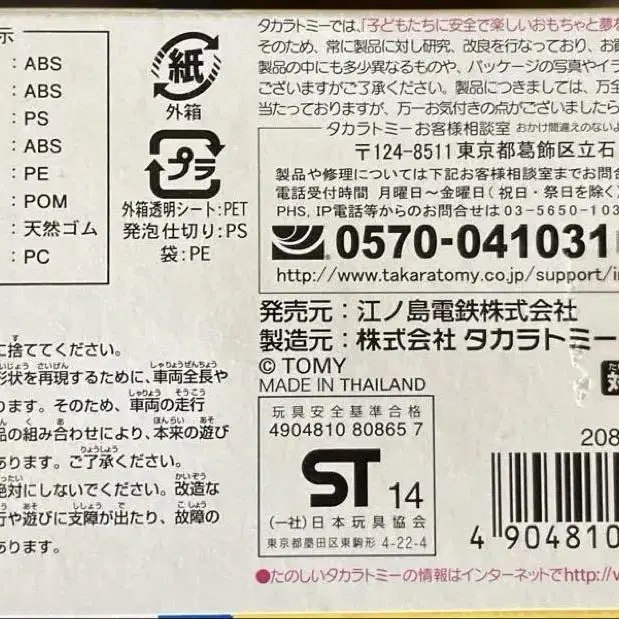 示
: ABS
: ABS
: PS
: ABS
: PE
: POM
: 天然ゴム
: PC
紙
外箱
プラ
外箱透明シート:PET
発泡仕切り:PS
袋:PE
タカラトミーでは、「子どもたちに安全で楽しいおもちゃと夢を
そのため、常に製品に対し研究、改良を行なっており、お買
製品の中にも多少異なるものや、パッケージの写真やイラ
ございますがご了承ください。製品につきましては、万全
当たっておりますが、万一お気付きの点がございましたら
タカラトミーお客様相談室 おかけ間違えのないよ
〒124-8511 東京都葛飾区立石
製品や修理については下記お客様相談室までお問合
電話受付時間 月曜日〜金曜日(祝日・祭日を除く)
PHS, IP電話等からのお問合せは 03-5650-103
0570-041031
http://www.takaratomy.co.jp/support/in
発売元：江ノ島電鉄株式会社
製造元：株式会社 タカラトミー
© TOMY
MADE IN THAILAND
玩具安全基準合格
4904810 80865 7
ST 14
(一社)日本玩具協会
東京都墨田区東駒形 4-22-4
208
4 904810
●たのしいタカラトミーの情報はインターネットでhttp://w
に捨ててください。
形状を再現するために、車両全長や
ります。そのため、車両の走行
品の組み合わせにより、本来の遊び
あります。ご了承ください。
絶対にしないでください。改造な
行や遊びに支障が出たり、故障の
あります。